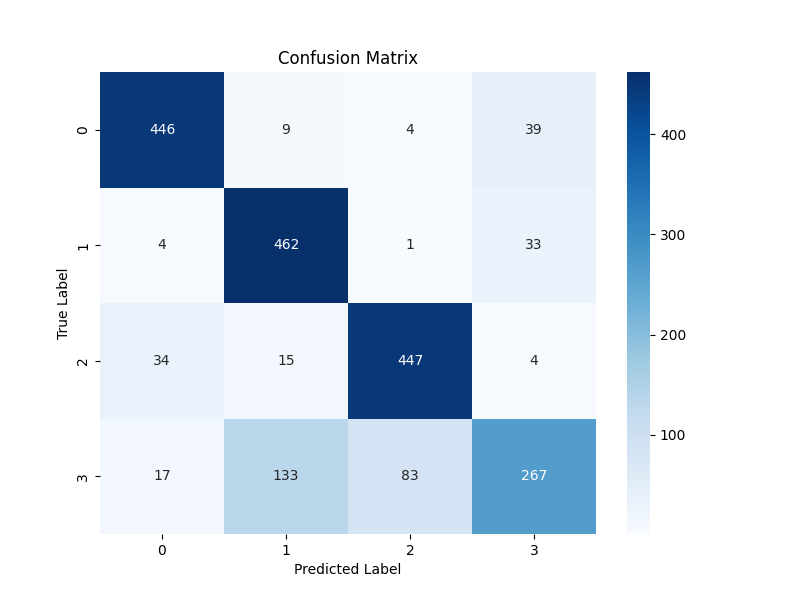 Confusion Matrix
True Label
0 446 9 4 39
1 4 462 1 33
2 34 15 447 4
3 17 133 83 267
0 1 2 3
Predicted Label
400
300
200
100